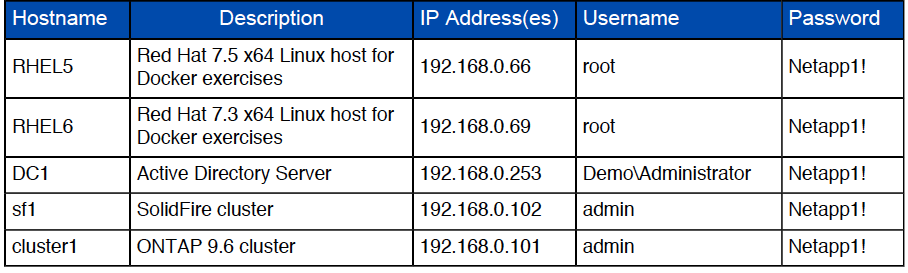 Hostname Description IP Address(es) Username Password
RHEL5 Red Hat 7.5 x64 Linux host for Docker exercises 192.168.0.66 root Netapp1!
RHEL6 Red Hat 7.3 x64 Linux host for Docker exercises 192.168.0.69 root Netapp1!
DC1 Active Directory Server 192.168.0.253 Demo\Administrator Netapp1!
sf1 SolidFire cluster 192.168.0.102 admin Netapp1!
cluster1 ONTAP 9.6 cluster 192.168.0.101 admin Netapp1!